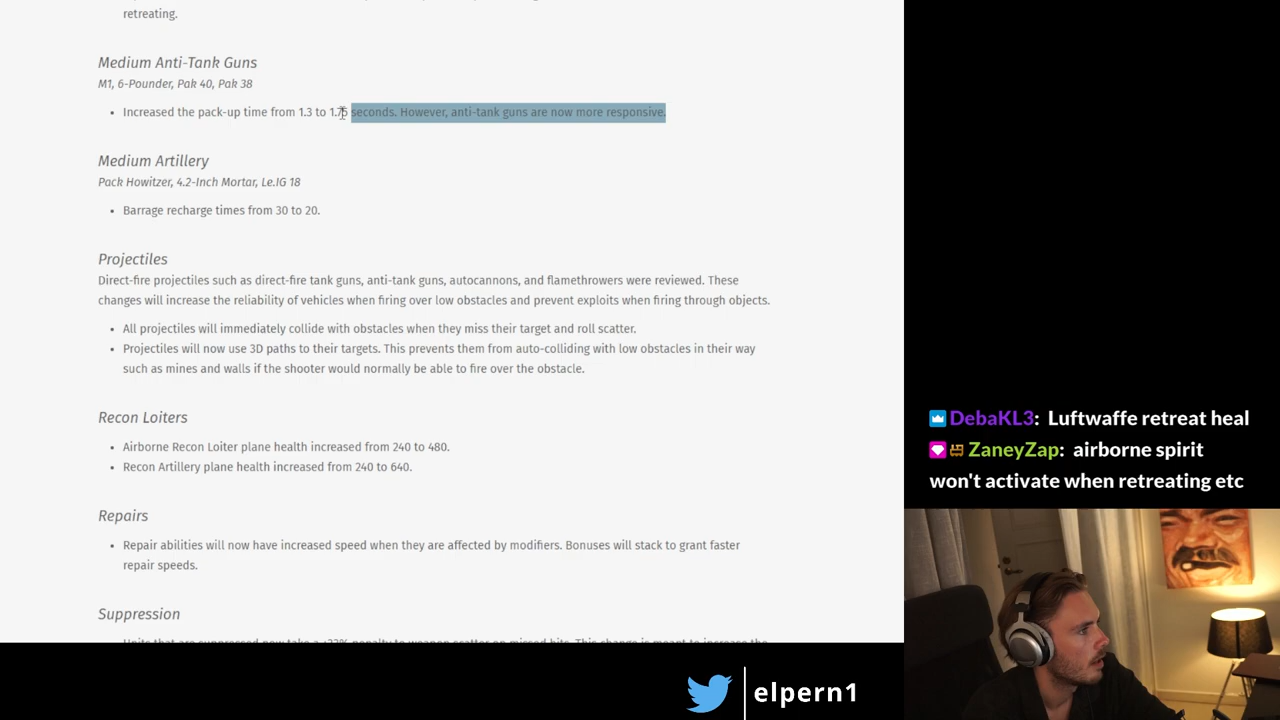 retreating.
Medium Anti-Tank Guns
M1, 6-Pounder, Pak 40, Pak 38
• Increased the pack-up time from 1.3 to 1.75 seconds. However, anti-tank guns are now more responsive.
Medium Artillery
Pack Howitzer, 4.2-Inch Mortar, Le.IG 18
• Barrage recharge times from 30 to 20.
Projectiles
Direct-fire projectiles such as direct-fire tank guns, anti-tank guns, autocannons, and flamethrowers were reviewed. These
changes will increase the reliability of vehicles when firing over low obstacles and prevent exploits when firing through objects.
• All projectiles will immediately collide with obstacles when they miss their target and roll scatter.
• Projectiles will now use 3D paths to their targets. This prevents them from auto-colliding with low obstacles in their way
such as mines and walls if the shooter would normally be able to fire over the obstacle.
Recon Loiters
• Airborne Recon Loiter plane health increased from 240 to 480.
• Recon Artillery plane health increased from 240 to 640.
Repairs
• Repair abilities will now have increased speed when they are affected by modifiers. Bonuses will stack to grant faster
repair speeds.
Suppression
DebaKL3: Luftwaffe retreat heal
ZaneyZap: airborne spirit
won't activate when retreating etc
elpern1